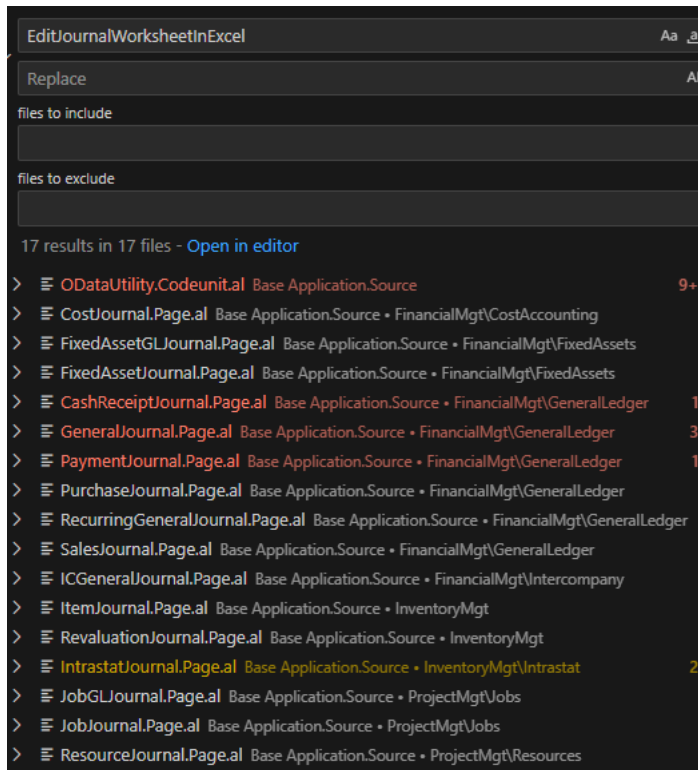 EditJournalWorksheetInExcel Aa a
Replace
files to include
files to exclude
17 results in 17 files - Open in editor
ODataUtility.Codeunit.al Base Application.Source 9+
CostJournal.Page.al Base Application.Source • FinancialMgt\CostAccounting
FixedAssetGLJournal.Page.al Base Application.Source • FinancialMgt\FixedAssets
FixedAssetJournal.Page.al Base Application.Source • FinancialMgt\FixedAssets
CashReceiptJournal.Page.al Base Application.Source • FinancialMgt\GeneralLedger 1
GeneralJournal.Page.al Base Application.Source • FinancialMgt\GeneralLedger 3
PaymentJournal.Page.al Base Application.Source • FinancialMgt\GeneralLedger 1
PurchaseJournal.Page.al Base Application.Source • FinancialMgt\GeneralLedger
RecurringGeneralJournal.Page.al Base Application.Source • FinancialMgt\GeneralLedger
SalesJournal.Page.al Base Application.Source • FinancialMgt\GeneralLedger
ICGeneralJournal.Page.al Base Application.Source • FinancialMgt\Intercompany
ItemJournal.Page.al Base Application.Source • InventoryMgt
RevaluationJournal.Page.al Base Application.Source • InventoryMgt
IntrastatJournal.Page.al Base Application.Source • InventoryMgt\Intrastat 2
JobGLJournal.Page.al Base Application.Source • ProjectMgt\Jobs
JobJournal.Page.al Base Application.Source • ProjectMgt\Jobs
ResourceJournal.Page.al Base Application.Source • ProjectMgt\Resources